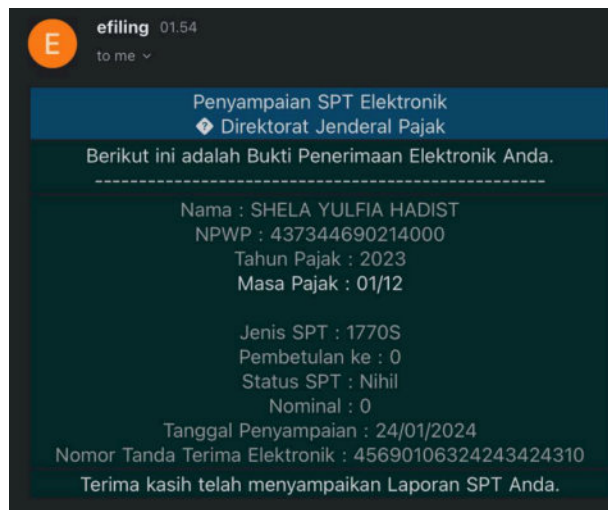 E
efiling 01.54
to me
Penyampaian SPT Elektronik
� Direktorat Jenderal Pajak
Berikut ini adalah Bukti Penerimaan Elektronik Anda.
----------------------------------------------------
Nama : SHELA YULFIA HADIST
NPWP : 437344690214000
Tahun Pajak : 2023
Masa Pajak : 01/12
Jenis SPT : 1770S
Pembetulan ke : 0
Status SPT : Nihil
Nominal : 0
Tanggal Penyampaian : 24/01/2024
Nomor Tanda Terima Elektronik : 45690106324243424310
Terima kasih telah menyampaikan Laporan SPT Anda.